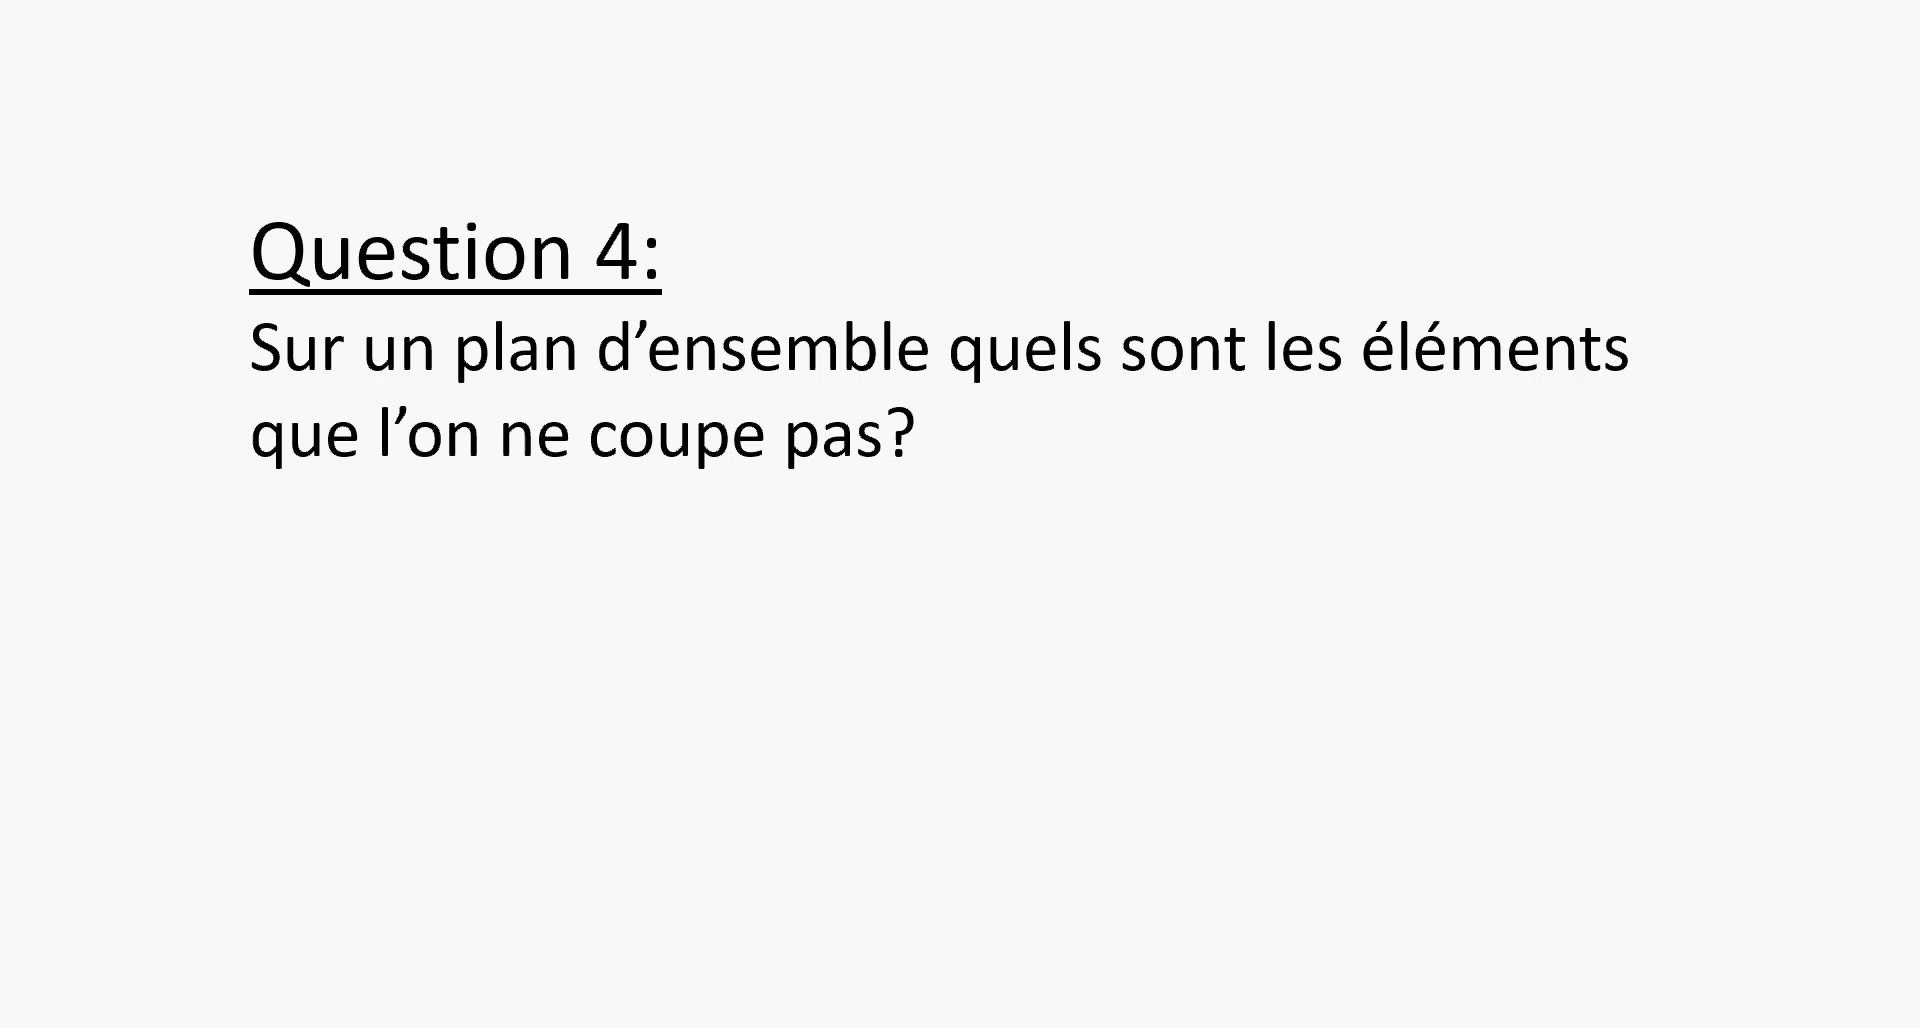 Question 4:
Sur un plan d’ensemble quels sont les éléments
que l’on ne coupe pas?